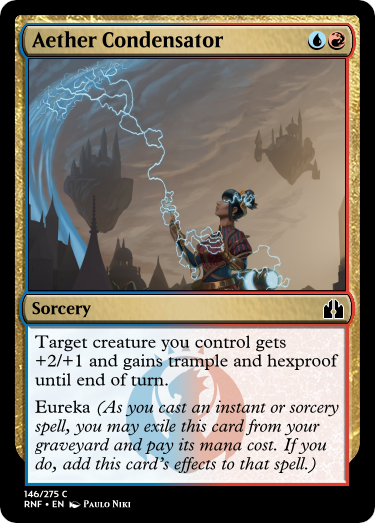 Aether Condensator
Sorcery
Target creature you control gets
+2/+1 and gains trample and hexproof
until end of turn.
Eureka (As you cast an instant or sorcery
spell, you may exile this card from your
graveyard and pay its mana cost. If you
do, add this card's effects to that spell.)
146/275 C
RNF • EN Paulo Niki